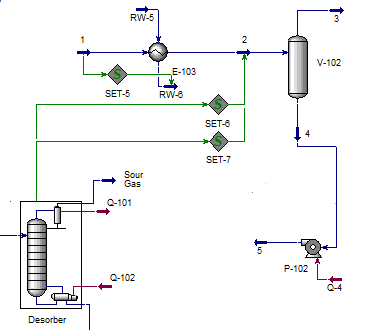 RW-5
3
1
2
E-103
V-102
SET-5
RW-6
SET-6
4
SET-7
Sour
Gas
Q-101
5
P-102
Q-102
Q-4
Desorber